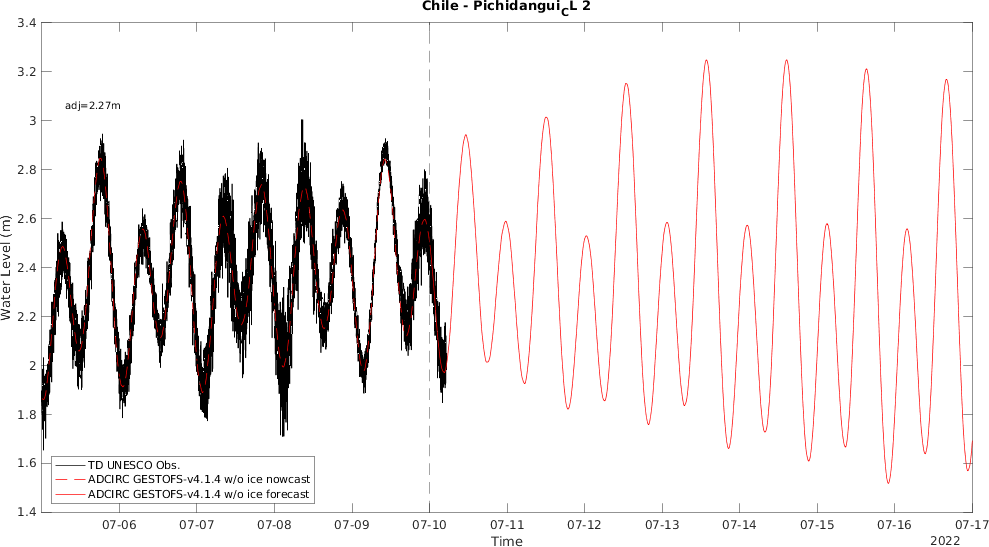 Chile - Pichidangui_CL 2
3.4
3.2
3
2.8
2.6
2.4
2.2
2
1.8
1.6
1.4
Water Level (m)
adj=2.27m
TD UNESCO Obs.
ADCIRC GESTOFS-v4.1.4 w/o ice nowcast
ADCIRC GESTOFS-v4.1.4 w/o ice forecast
07-06 07-07 07-08 07-09 07-10 07-11 07-12 07-13 07-14 07-15 07-16 07-17
Time
2022